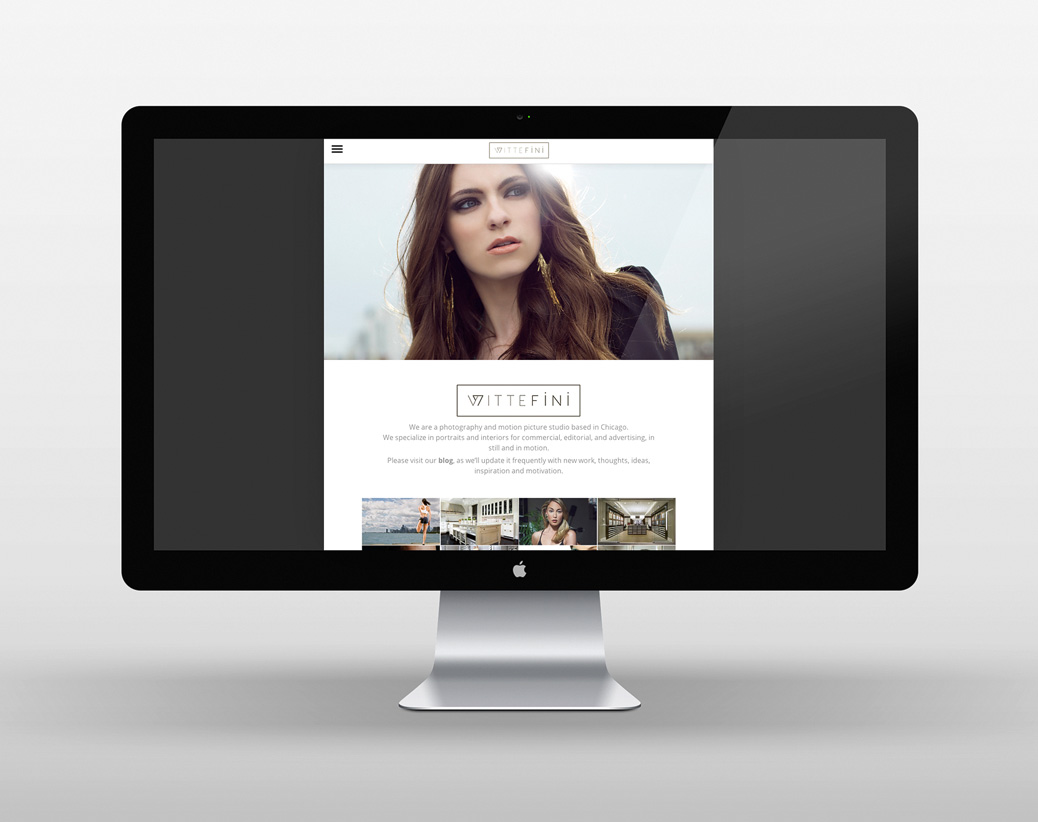 WITTEFINI
WITTEFINI
We are a photography and motion picture studio based in Chicago.
We specialize in portraits and interiors for commercial, editorial, and advertising, in
still and in motion.
Please visit our blog, as we'll update it frequently with new work, thoughts, ideas,
inspiration and motivation.